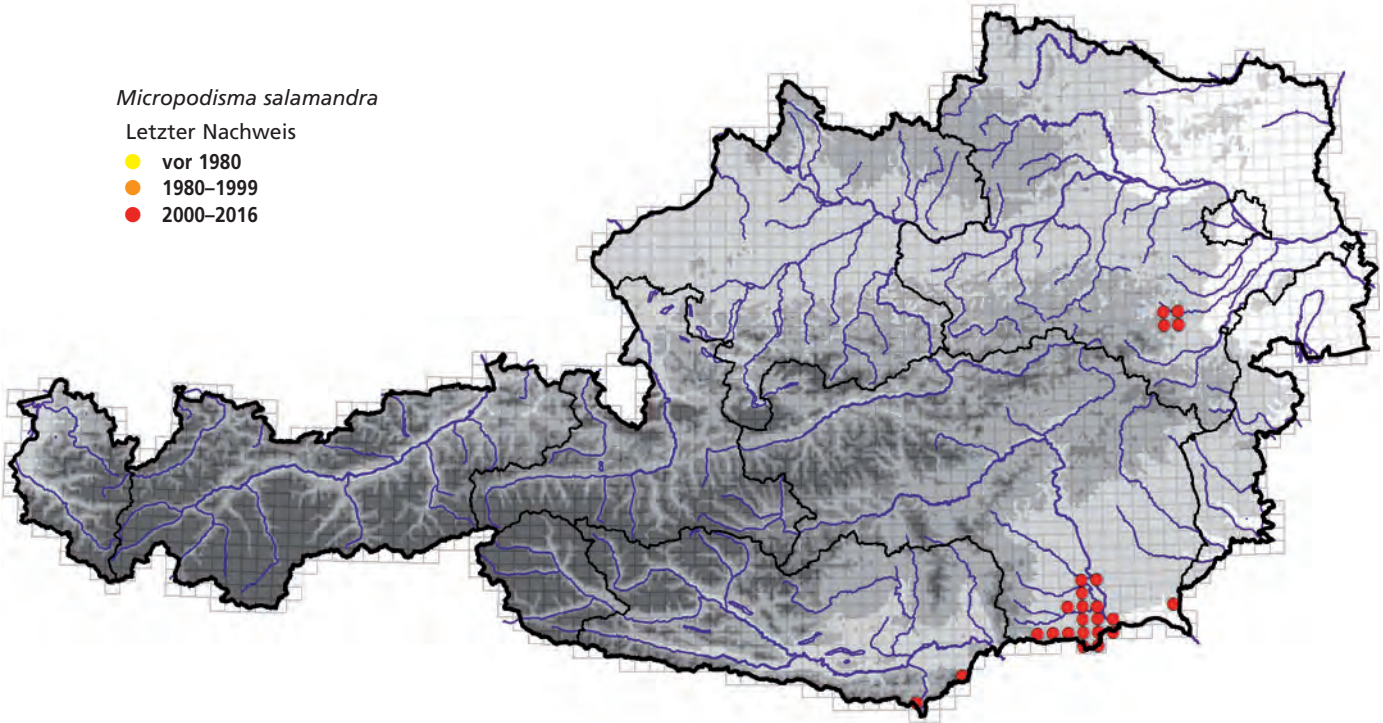 Micropodisma salamandra
Letzter Nachweis
vor 1980
1980–1999
2000–2016